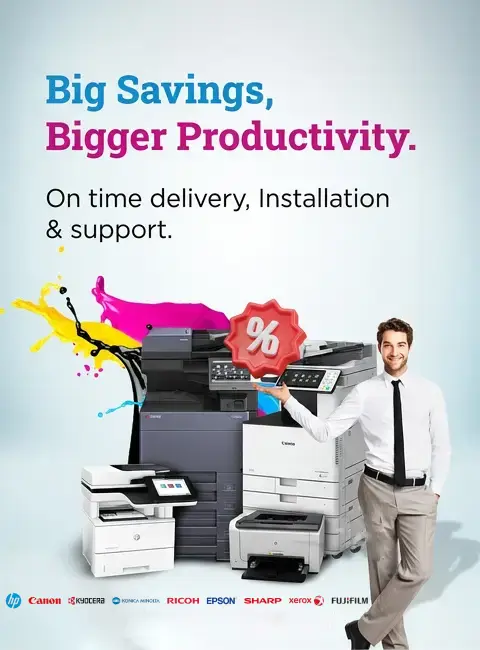 Big Savings,
Bigger Productivity.
On time delivery, Installation
& support.
%
Canon
hp
Canon
KYOCERA
KONICA MINOLTA
RICOH
EPSON
SHARP
xerox
FUJIFILM